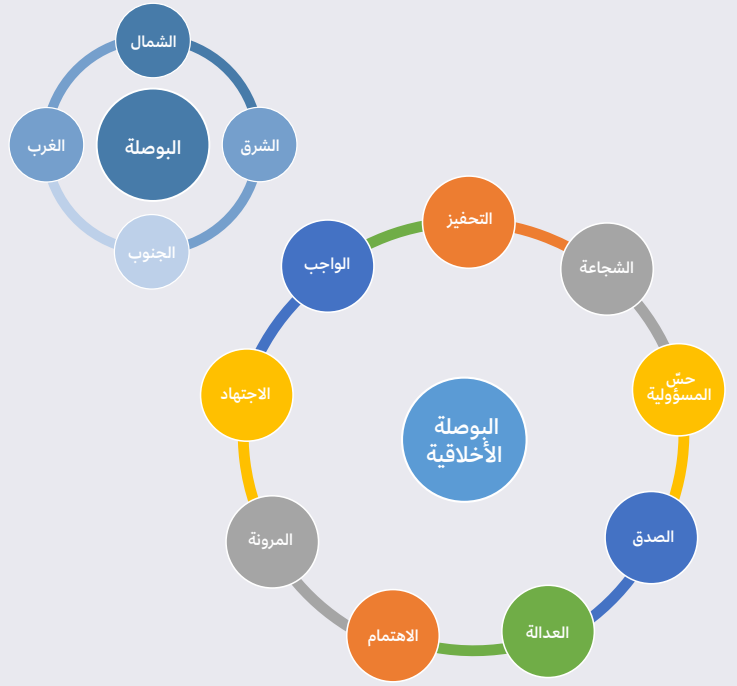 الشمال
البوصلة
الشرق
الغرب
الجنوب
التحفيز
الشجاعة
حسّ
المسؤولية
الصدق
العدالة
الاهتمام
المرونة
الاجتهاد
الواجب
البوصلة
الأخلاقية